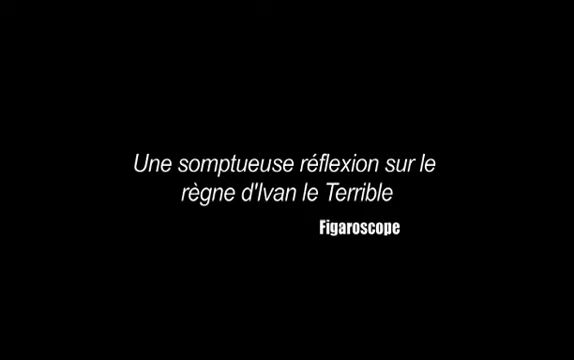 Une somptueuse réflexion sur le
règne d'Ivan le Terrible
Figaroscope